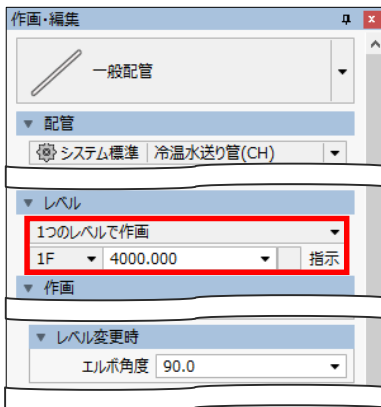 作画・編集
一般配管
配管
システム標準 冷温水送り管(CH)
レベル
1つのレベルで作画
1F 4000.000 指示
作画
レベル変更時
エルボ角度 90.0